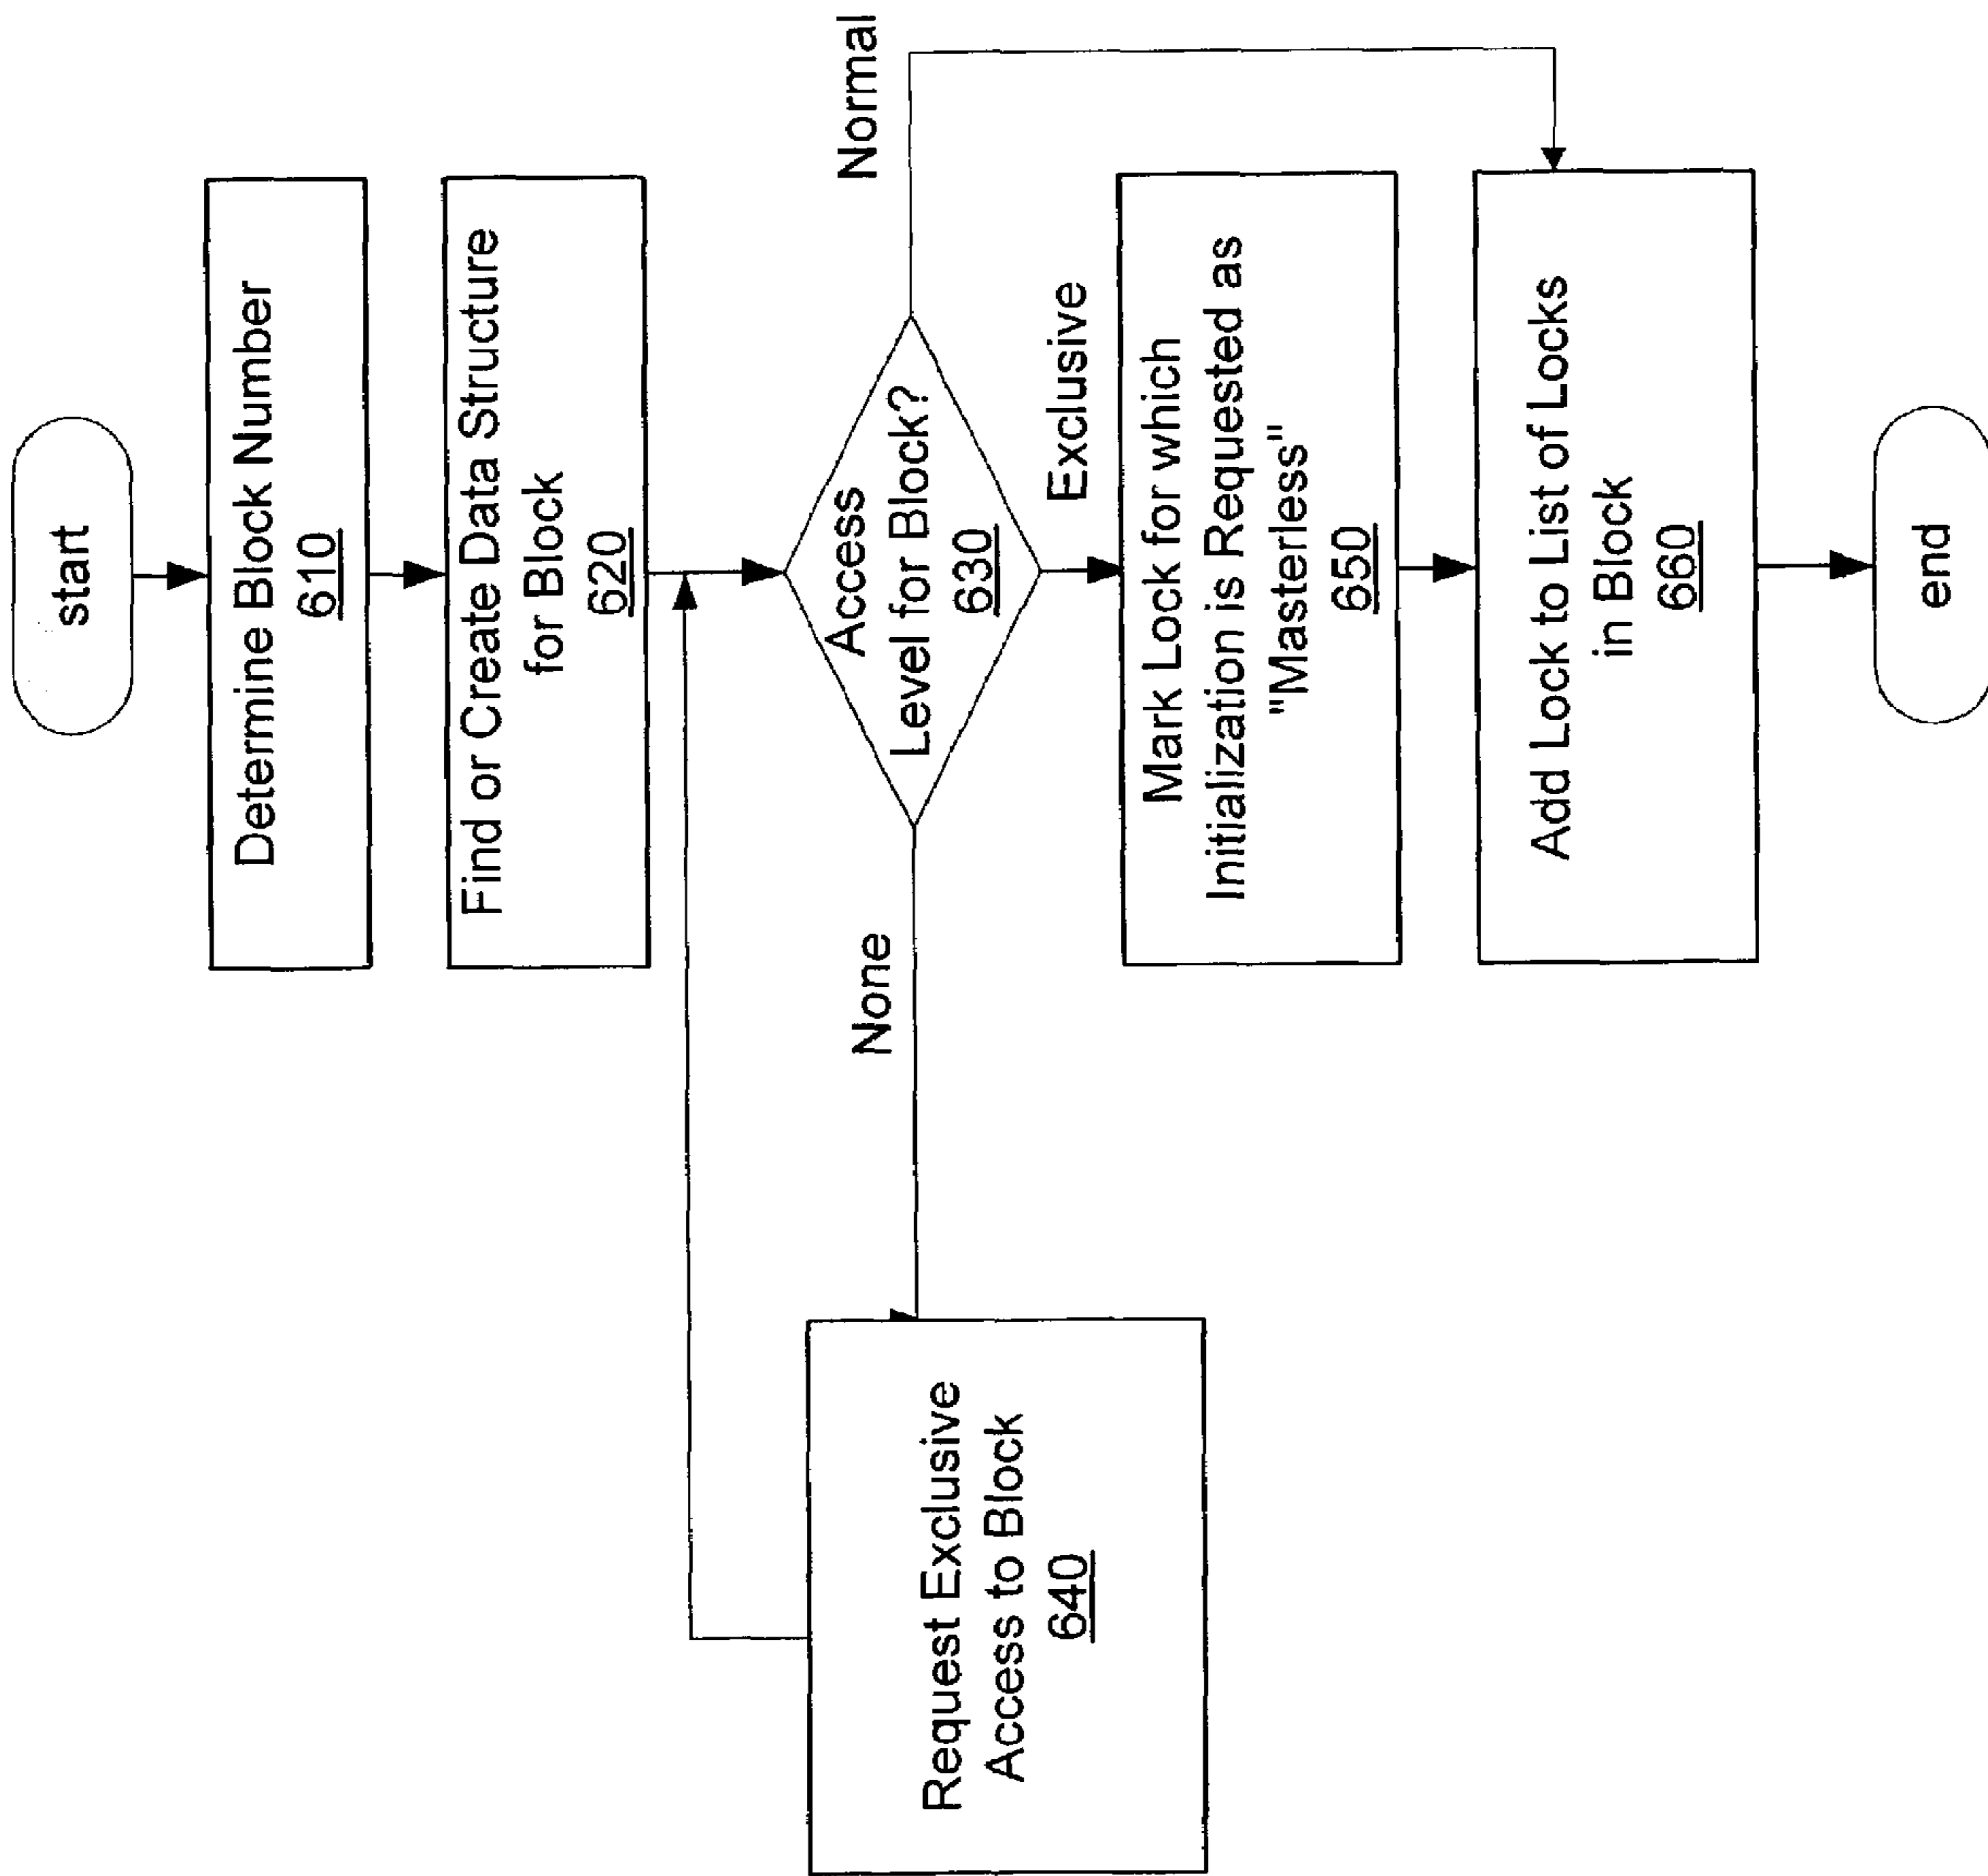 start
Determine Block Number
610
Find or Create Data Structure
for Block
620
Access
Level for Block?
630
None
Normal
Exclusive
Request Exclusive
Access to Block
640
Mark Lock for which
Initialization is Requested as
"Masterless"
650
Add Lock to List of Locks
in Block
660
end